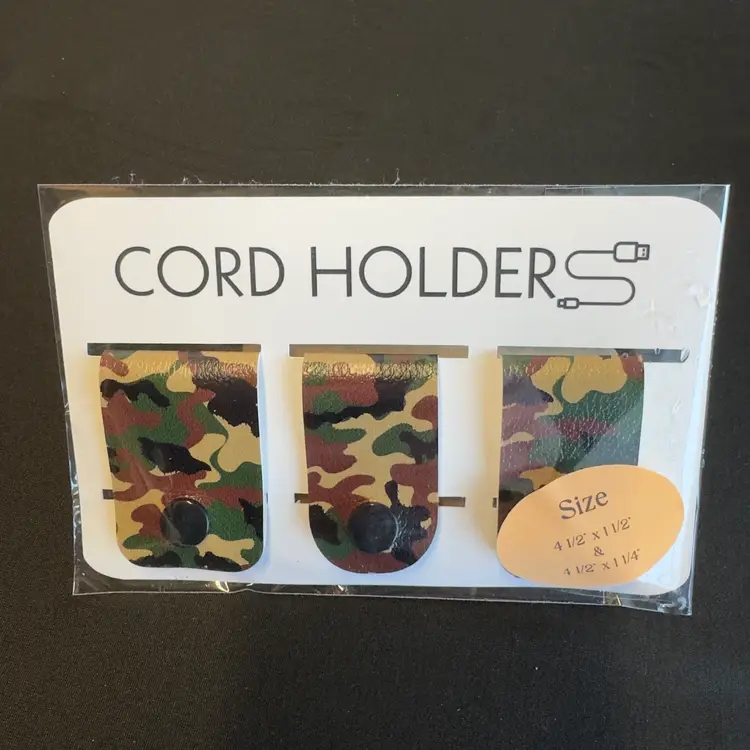 CORD HOLDERS
Size
4 1/2" x 1 1/2"
&
4 1/2" x 1 1/4"